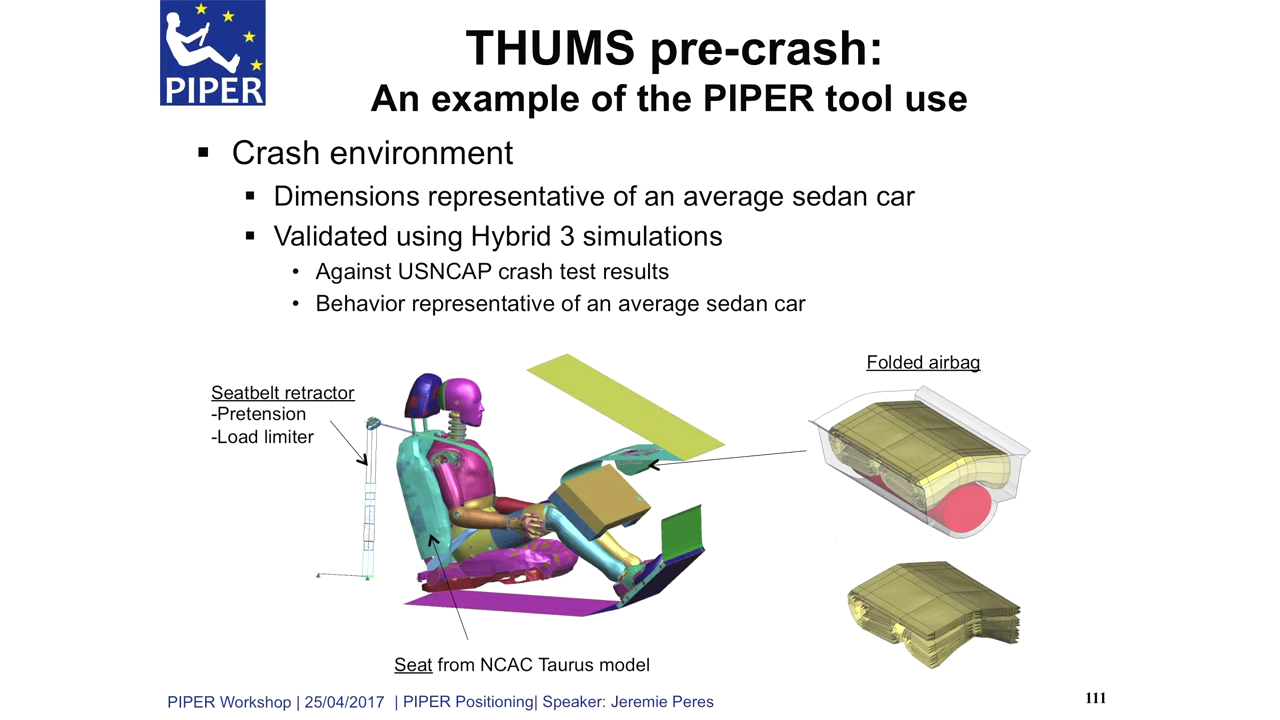 PIPER
THUMS pre-crash:
An example of the PIPER tool use
▪ Crash environment
▪ Dimensions representative of an average sedan car
▪ Validated using Hybrid 3 simulations
• Against USNCAP crash test results
• Behavior representative of an average sedan car
Folded airbag
Seatbelt retractor
-Pretension
-Load limiter
Seat from NCAC Taurus model
PIPER Workshop | 25/04/2017 | PIPER Positioning| Speaker: Jeremie Peres
111